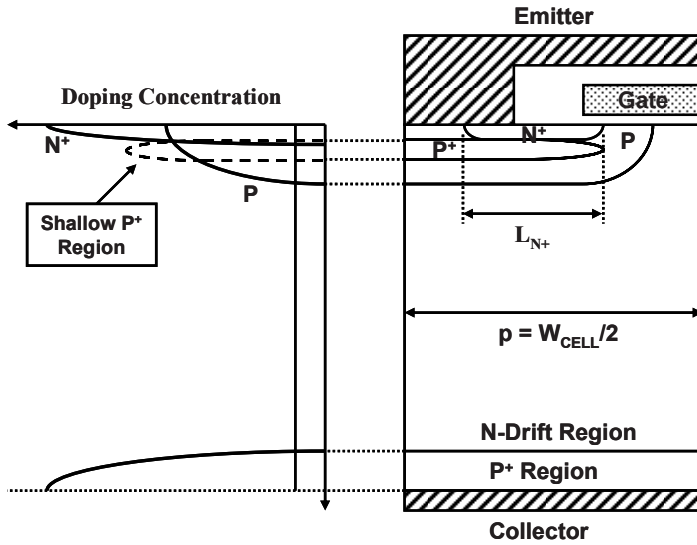 Emitter
Doping Concentration
Gate
N+
N+
P
P+
P
Shallow P+
Region
LN+
p = WCELL/2
N-Drift Region
P+ Region
Collector